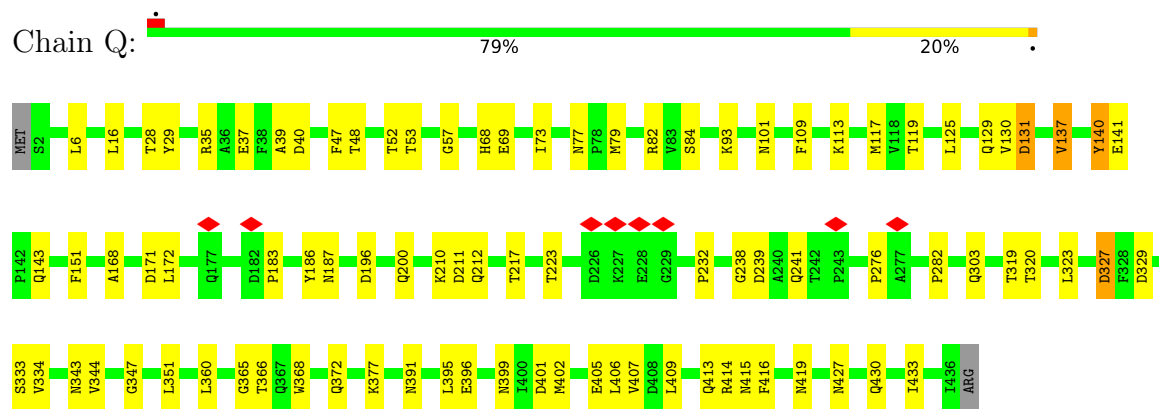 Chain Q:
79% 20%
MET S2 L6 L16 T28 Y29 R35 A36 E37 F38 A39 D40 F47 T48 T52 T53 G57 H68 E69 I73 N77 P78 M79 R82 V83 S84 K93 N101 F109 K113 M117 V118 T119 L125 Q129 V130 D131 V137 Y140 E141
P142 Q143 F151 A168 D171 L172 Q177 D182 P183 Y186 N187 D196 Q200 K210 D211 Q212 T217 T223 D226 K227 E228 G229 P232 G238 D239 A240 Q241 T242 P243 P276 A277 P282 Q303 T319 T320 L323 D327 F328 D329
S333 V334 N343 V344 G347 L351 L360 G365 T366 Q367 W368 Q372 K377 N391 L395 E396 N399 I400 D401 M402 E405 L406 V407 D408 L409 Q413 R414 N415 F416 N419 N427 Q430 I433 I436 ARG